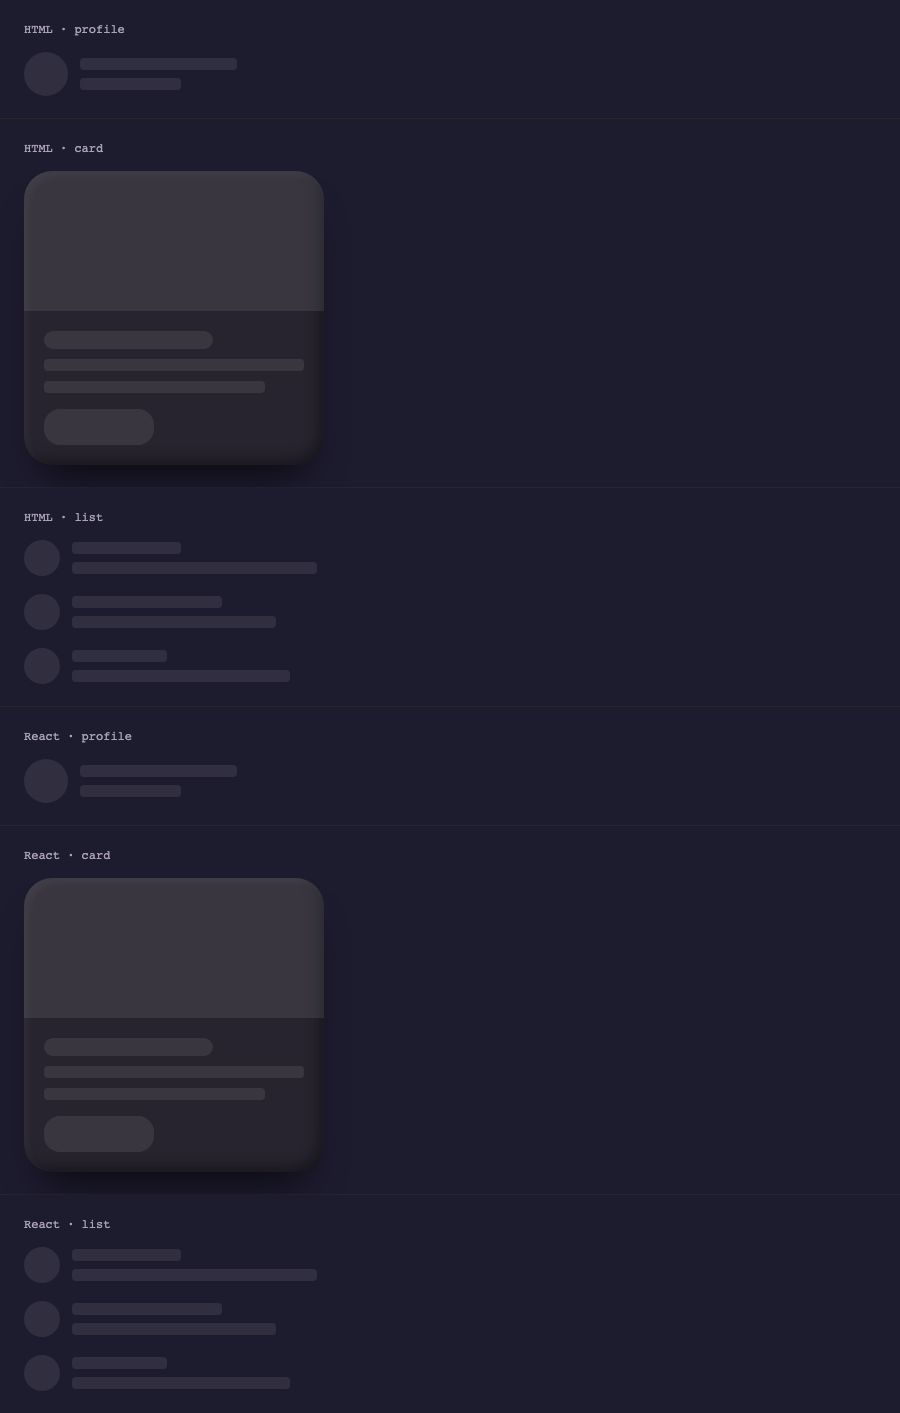 HTML · profile
HTML · card
HTML · list
React · profile
React · card
React · list